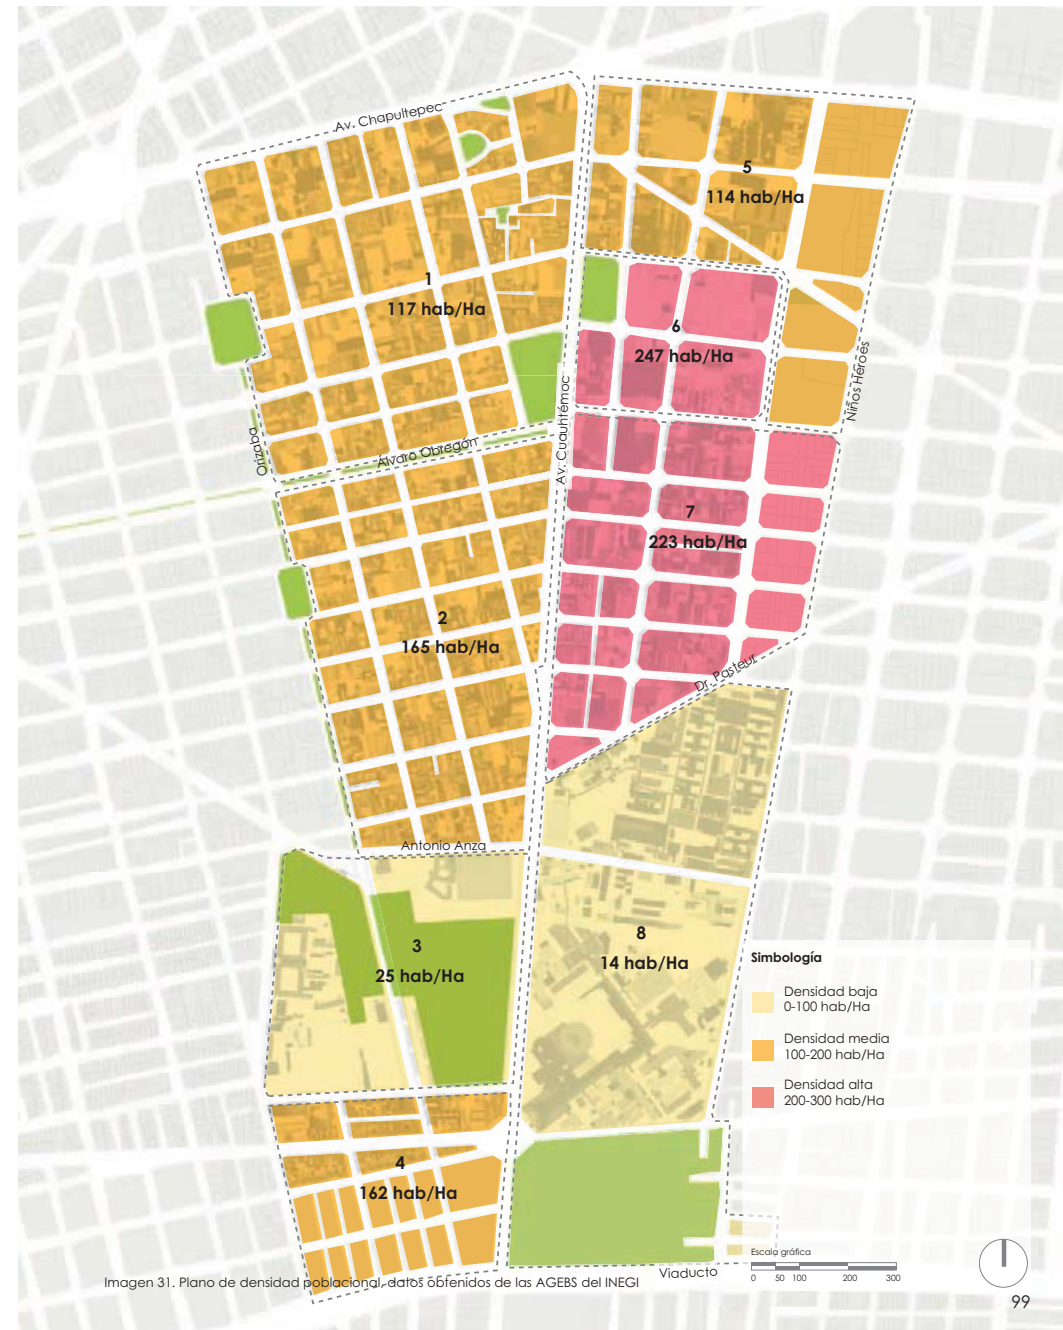 Av. Chapultepec
5
114 hab/Ha
1
117 hab/Ha
6
247 hab/Ha
Niños Héroes
Av. Cuauhtémoc
Orizaba
Álvaro Obregón
7
223 hab/Ha
2
165 hab/Ha
Dr. Pasteur
Antonio Anza
3
25 hab/Ha
8
14 hab/Ha
Simbología
Densidad baja
0-100 hab/Ha
Densidad media
100-200 hab/Ha
Densidad alta
200-300 hab/Ha
4
162 hab/Ha
Viaducto
Escala gráfica
0 50 100 200 300
Imagen 31. Plano de densidad poblacional, datos obtenidos de las AGEBS del INEGI
99